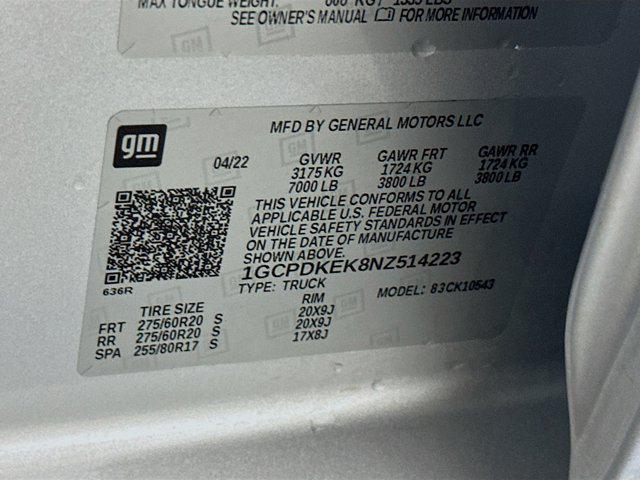 MAX TONGUE WEIGHT:
SEE OWNER'S MANUAL FOR MORE INFORMATION
gm
MFD BY GENERAL MOTORS LLC
04/22 GVWR GAWR FRT GAWR RR
3175 KG 1724 KG 1724 KG
7000 LB 3800 LB 3800 LB
THIS VEHICLE CONFORMS TO ALL
APPLICABLE U.S. FEDERAL MOTOR
VEHICLE SAFETY STANDARDS IN EFFECT
ON THE DATE OF MANUFACTURE
SHOWN ABOVE.
1GCPDKEK8NZ514223
636R
TYPE: TRUCK MODEL: 83CK10543
TIRE SIZE RIM
FRT 275/60R20 S 20X9J
RR 275/60R20 S 20X9J
SPA 255/80R17 S 17X8J